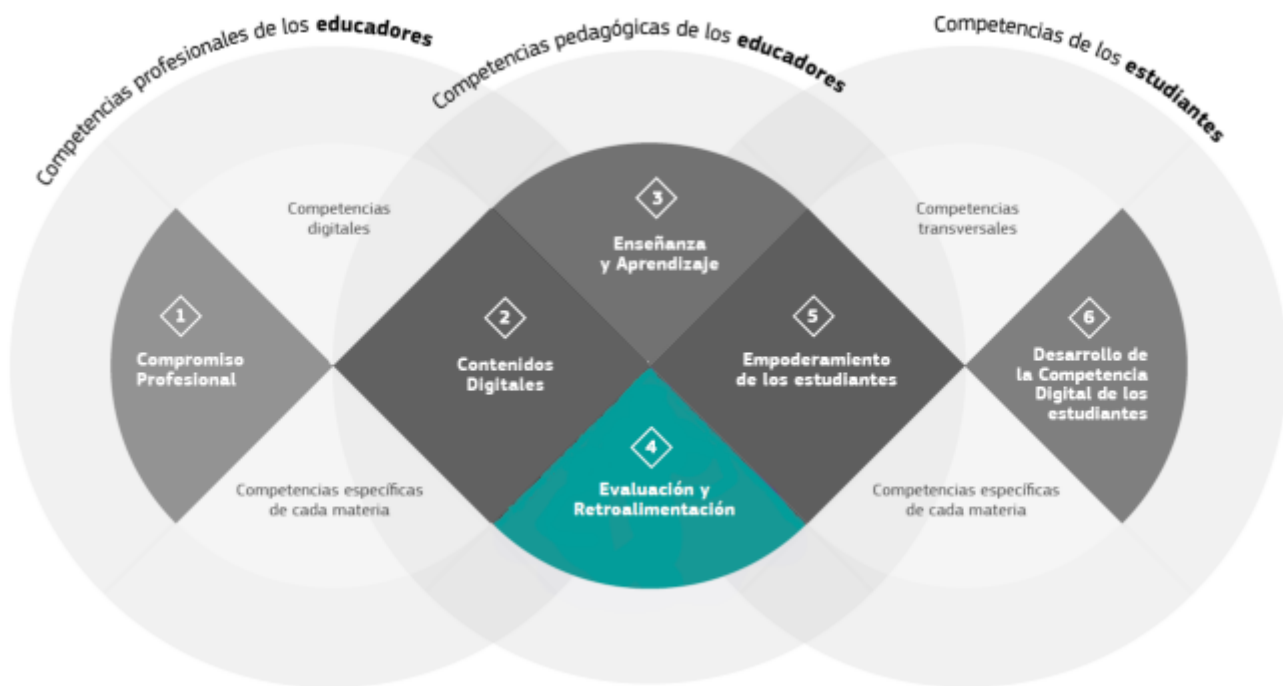 Competencias profesionales de los educadores
Competencias pedagógicas de los educadores
Competencias de los estudiantes
Competencias
digitales
3
Enseñanza
y Aprendizaje
Competencias
transversales
1
Compromiso
Profesional
2
Contenidos
Digitales
5
Empoderamiento
de los estudiantes
6
Desarrollo de
la Competencia
Digital de los
estudiantes
4
Evaluación y
Retroalimentación
Competencias específicas
de cada materia
Competencias específicas
de cada materia